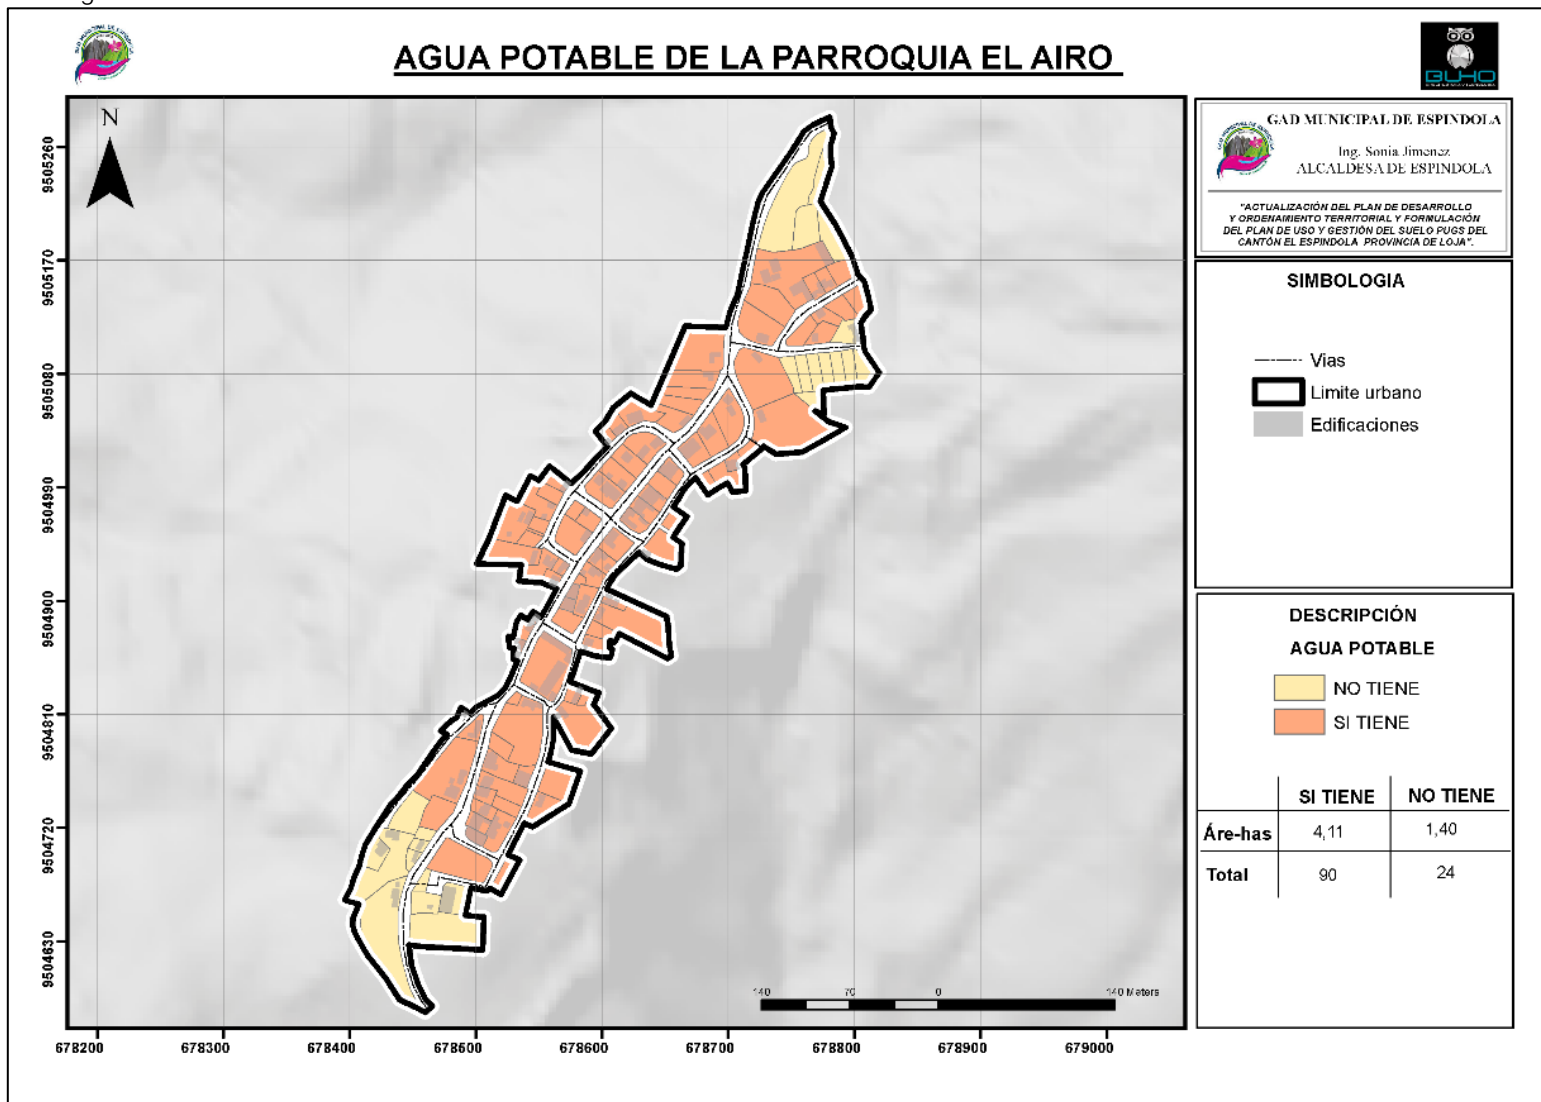 AGUA POTABLE DE LA PARROQUIA EL AIRO
BUHO
N
9505260
9505170
9505080
9504990
9504900
9504810
9504720
9504630
678200
678300
678400
678500
678600
678700
678800
678900
679000
140
70
0
140 Meters
GAD MUNICIPAL DE ESPINDOLA
Ing. Sonia Jimenez
ALCALDESA DE ESPINDOLA
"ACTUALIZACIÓN DEL PLAN DE DESARROLLO
Y ORDENAMIENTO TERRITORIAL Y FORMULACIÓN
DEL PLAN DE USO Y GESTIÓN DEL SUELO PUGS DEL
CANTÓN EL ESPINDOLA PROVINCIA DE LOJA".
SIMBOLOGIA
Vias
Limite urbano
Edificaciones
DESCRIPCIÓN
AGUA POTABLE
NO TIENE
SI TIENE
SI TIENE NO TIENE
Áre-has 4,11 1,40
Total 90 24